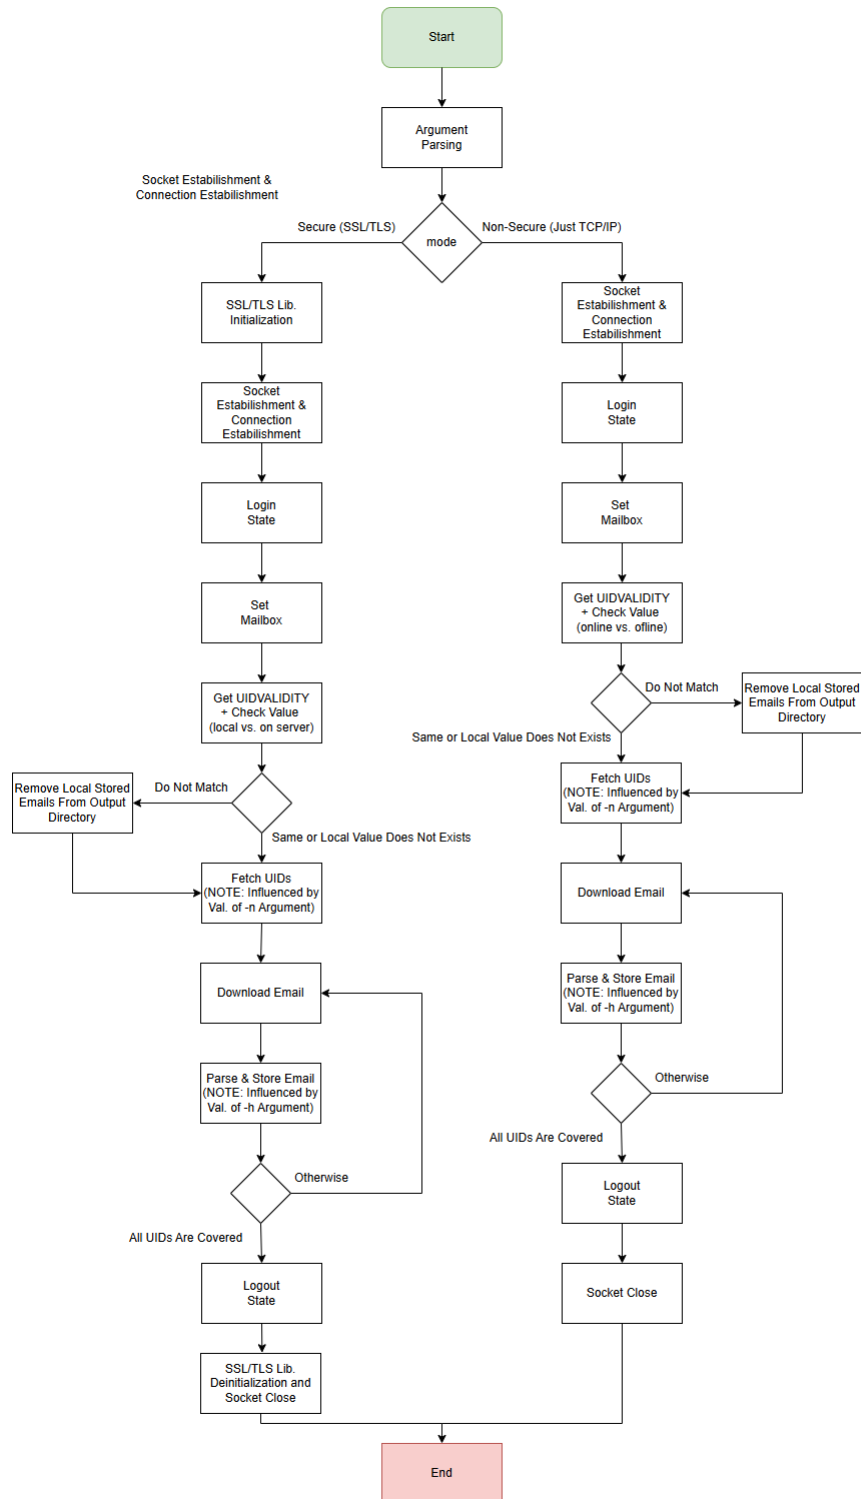 Start
Argument
Parsing
Socket Estabilishment &
Connection Estabilishment
Secure (SSL/TLS)
mode
Non-Secure (Just TCP/IP)
SSL/TLS Lib.
Initialization
Socket
Estabilishment &
Connection
Estabilishment
Login
State
Set
Mailbox
Get UIDVALIDITY
+ Check Value
(local vs. on server)
Do Not Match
Remove Local Stored
Emails From Output
Directory
Same or Local Value Does Not Exists
Fetch UIDs
(NOTE: Influenced by
Val. of -n Argument)
Download Email
Parse & Store Email
(NOTE: Influenced by
Val. of -h Argument)
Otherwise
All UIDs Are Covered
Logout
State
SSL/TLS Lib.
Deinitialization and
Socket Close
Socket
Estabilishment &
Connection
Estabilishment
Login
State
Set
Mailbox
Get UIDVALIDITY
+ Check Value
(online vs. ofline)
Do Not Match
Remove Local Stored
Emails From Output
Directory
Same or Local Value Does Not Exists
Fetch UIDs
(NOTE: Influenced by
Val. of -n Argument)
Download Email
Parse & Store Email
(NOTE: Influenced by
Val. of -h Argument)
Otherwise
All UIDs Are Covered
Logout
State
Socket Close
End